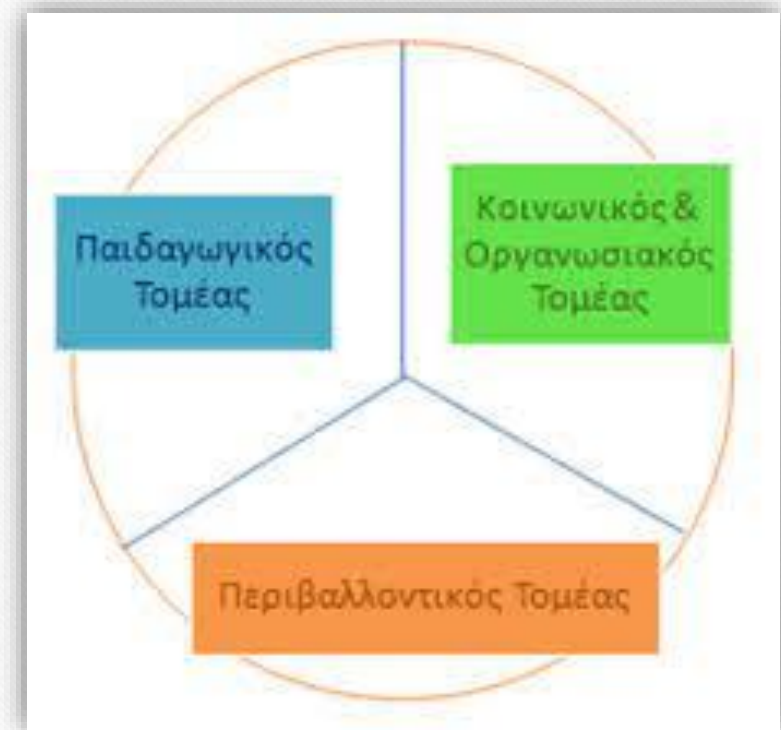 Παιδαγωγικός
Τομέας
Κοινωνικός &
Οργανωσιακός
Τομέας
Περιβαλλοντικός Τομέας